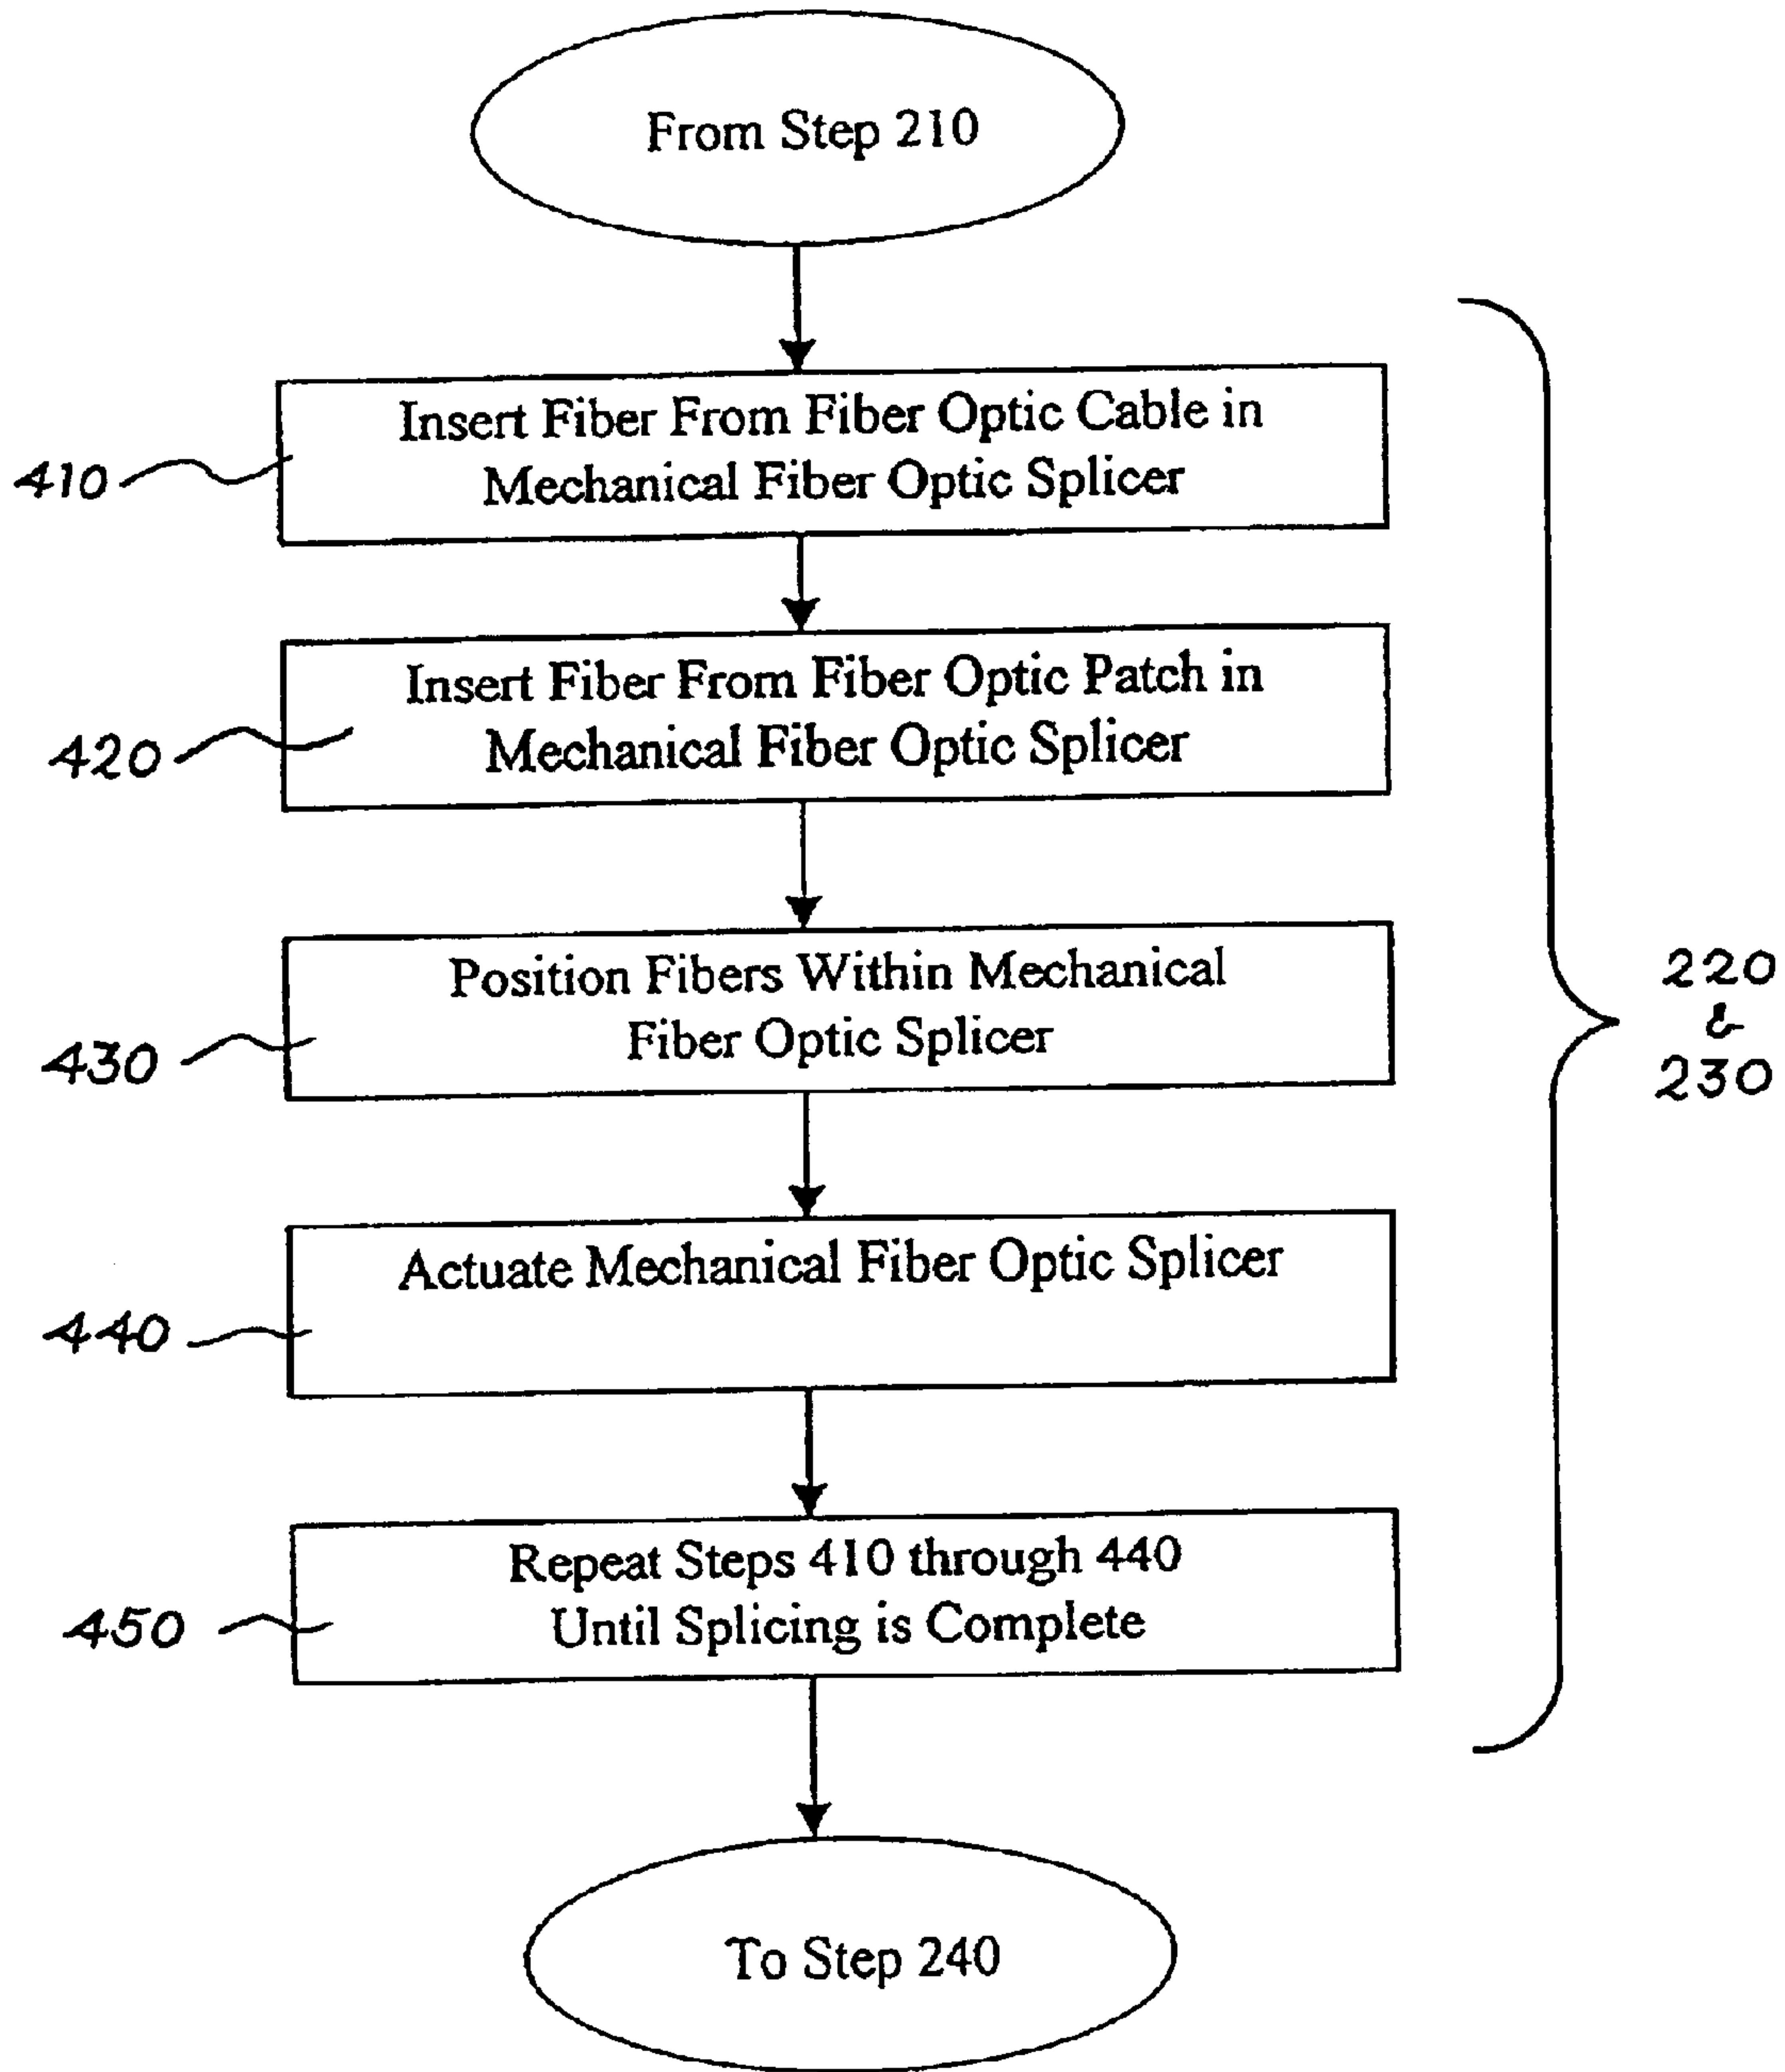 From Step 210
Insert Fiber From Fiber Optic Cable in
Mechanical Fiber Optic Splicer
410
Insert Fiber From Fiber Optic Patch in
Mechanical Fiber Optic Splicer
420
Position Fibers Within Mechanical
Fiber Optic Splicer
430
220
&
230
Actuate Mechanical Fiber Optic Splicer
440
Repeat Steps 410 through 440
Until Splicing is Complete
450
To Step 240